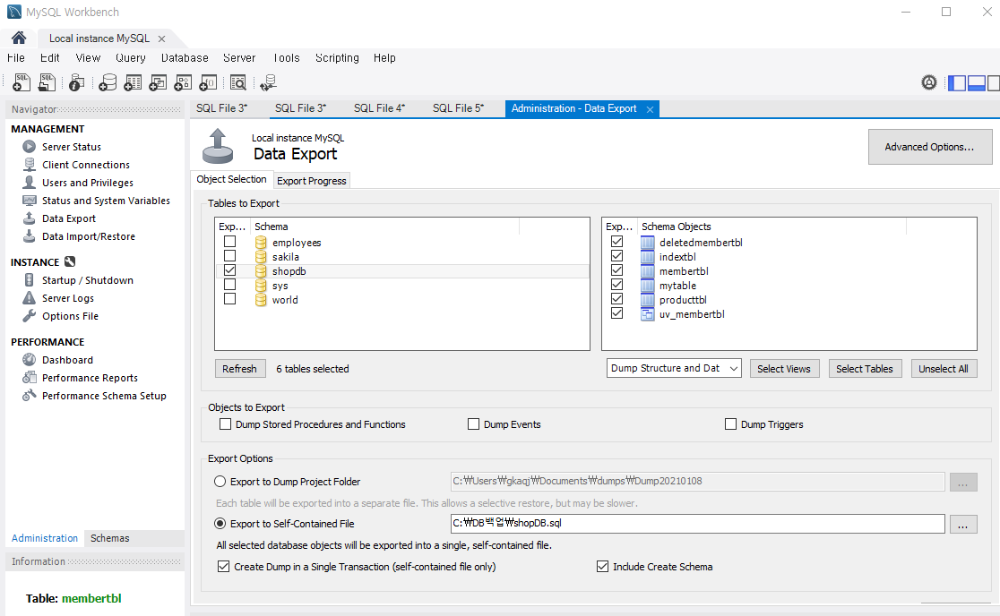 MySQL Workbench
Local instance MySQL
File Edit View Query Database Server Tools Scripting Help
Navigator
SQL File 3* SQL File 3* SQL File 4* SQL File 5* Administration - Data Export
MANAGEMENT
Server Status
Client Connections
Users and Privileges
Status and System Variables
Data Export
Data Import/Restore
INSTANCE
Startup / Shutdown
Server Logs
Options File
PERFORMANCE
Dashboard
Performance Reports
Performance Schema Setup
Administration Schemas
Information
Table: membertbl
Local instance MySQL
Data Export
Advanced Options...
Object Selection Export Progress
Tables to Export
Exp... Schema
employees
sakila
shopdb
sys
world
Exp... Schema Objects
deletedmembertbl
indextbl
membertbl
mytable
producttbl
uv_membertbl
Refresh 6 tables selected
Dump Structure and Dat Select Views Select Tables Unselect All
Objects to Export
Dump Stored Procedures and Functions Dump Events Dump Triggers
Export Options
Export to Dump Project Folder C:₩Users₩gkaqj₩Documents₩dumps₩Dump20210108 ...
Each table will be exported into a separate file. This allows a selective restore, but may be slower.
Export to Self-Contained File C:₩DB백업₩shopDB.sql ...
All selected database objects will be exported into a single, self-contained file.
Create Dump in a Single Transaction (self-contained file only) Include Create Schema